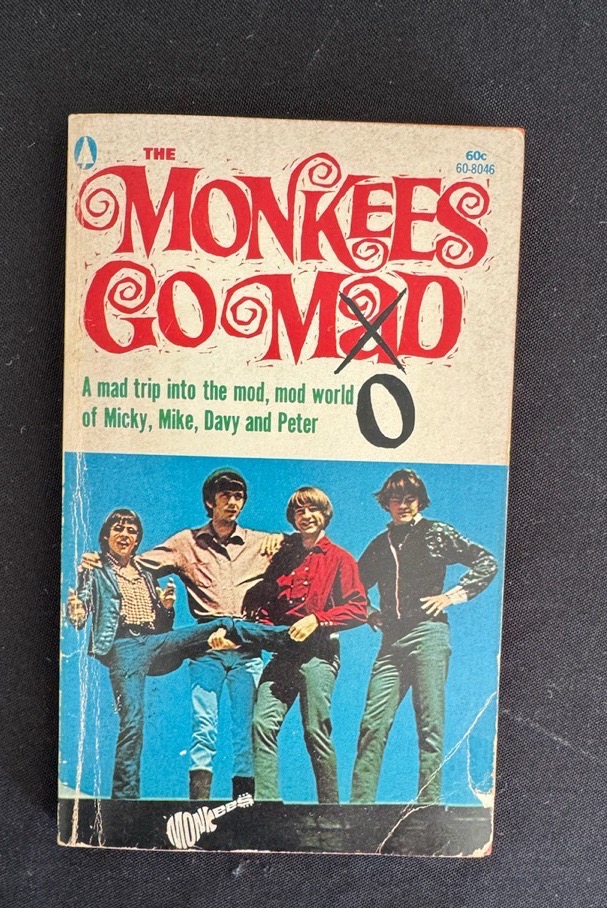 THE
60c
60-8046
MONKEES
GO MaD
O
A mad trip into the mod, mod world
of Micky, Mike, Davy and Peter
MONKEES